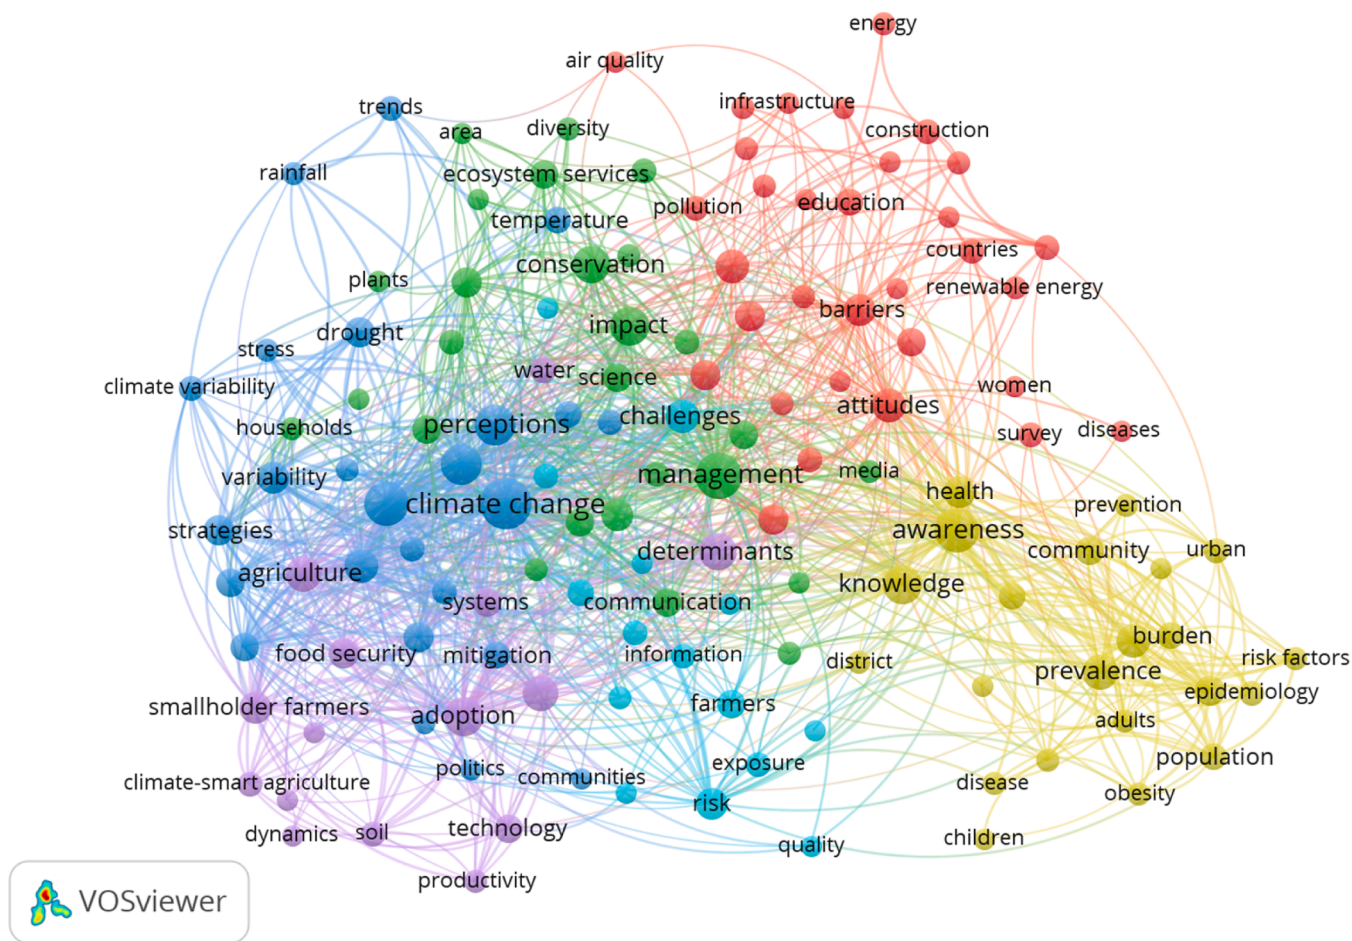 energy
air quality
infrastructure
trends
area
diversity
construction
rainfall
ecosystem services
pollution
education
temperature
countries
conservation
plants
renewable energy
barriers
impact
drought
stress
water
science
climate variability
women
attitudes
challenges
perceptions
households
survey
diseases
management
media
variability
health
climate change
prevention
strategies
awareness
determinants
community
urban
agriculture
knowledge
systems
communication
burden
food security
mitigation
information
district
risk factors
prevalence
epidemiology
smallholder farmers
adoption
farmers
adults
population
politics
communities
exposure
climate-smart agriculture
disease
obesity
risk
dynamics
soil
technology
children
quality
productivity
VOSviewer